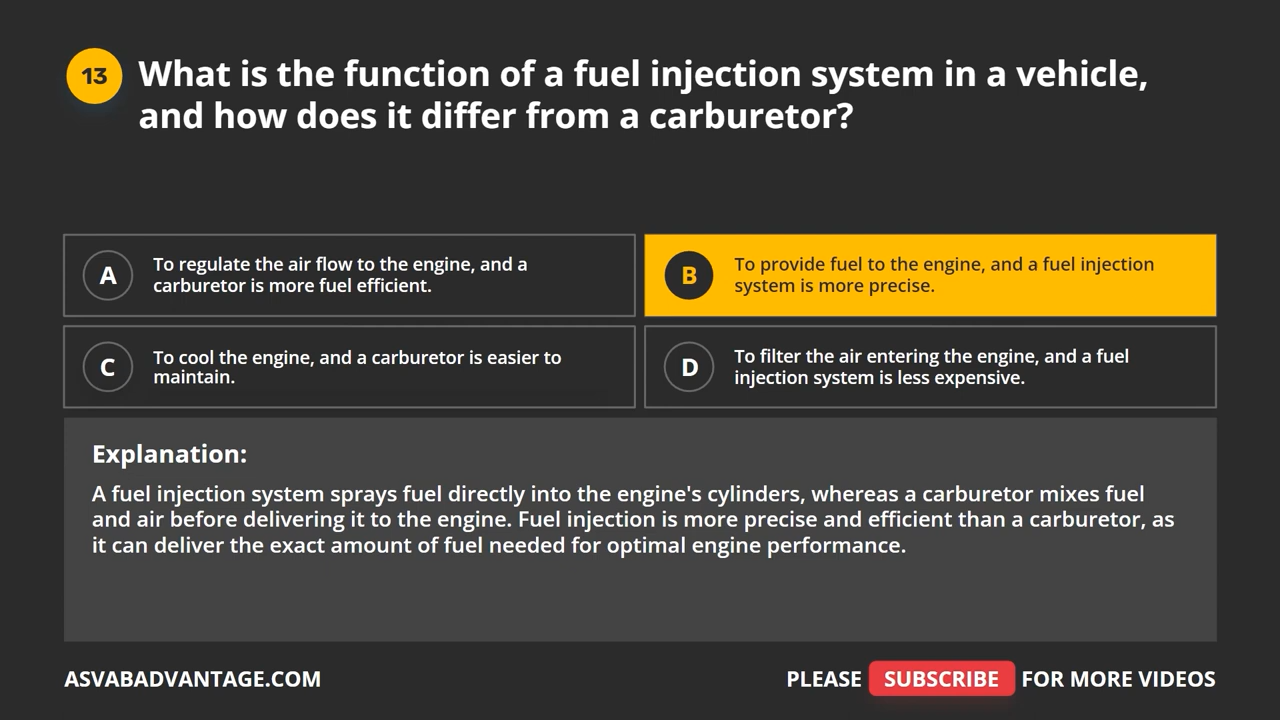 13
What is the function of a fuel injection system in a vehicle,
and how does it differ from a carburetor?
A
To regulate the air flow to the engine, and a
carburetor is more fuel efficient.
B
To provide fuel to the engine, and a fuel injection
system is more precise.
C
To cool the engine, and a carburetor is easier to
maintain.
D
To filter the air entering the engine, and a fuel
injection system is less expensive.
Explanation:
A fuel injection system sprays fuel directly into the engine's cylinders, whereas a carburetor mixes fuel
and air before delivering it to the engine. Fuel injection is more precise and efficient than a carburetor, as
it can deliver the exact amount of fuel needed for optimal engine performance.
ASVABADVANTAGE.COM
PLEASE SUBSCRIBE FOR MORE VIDEOS